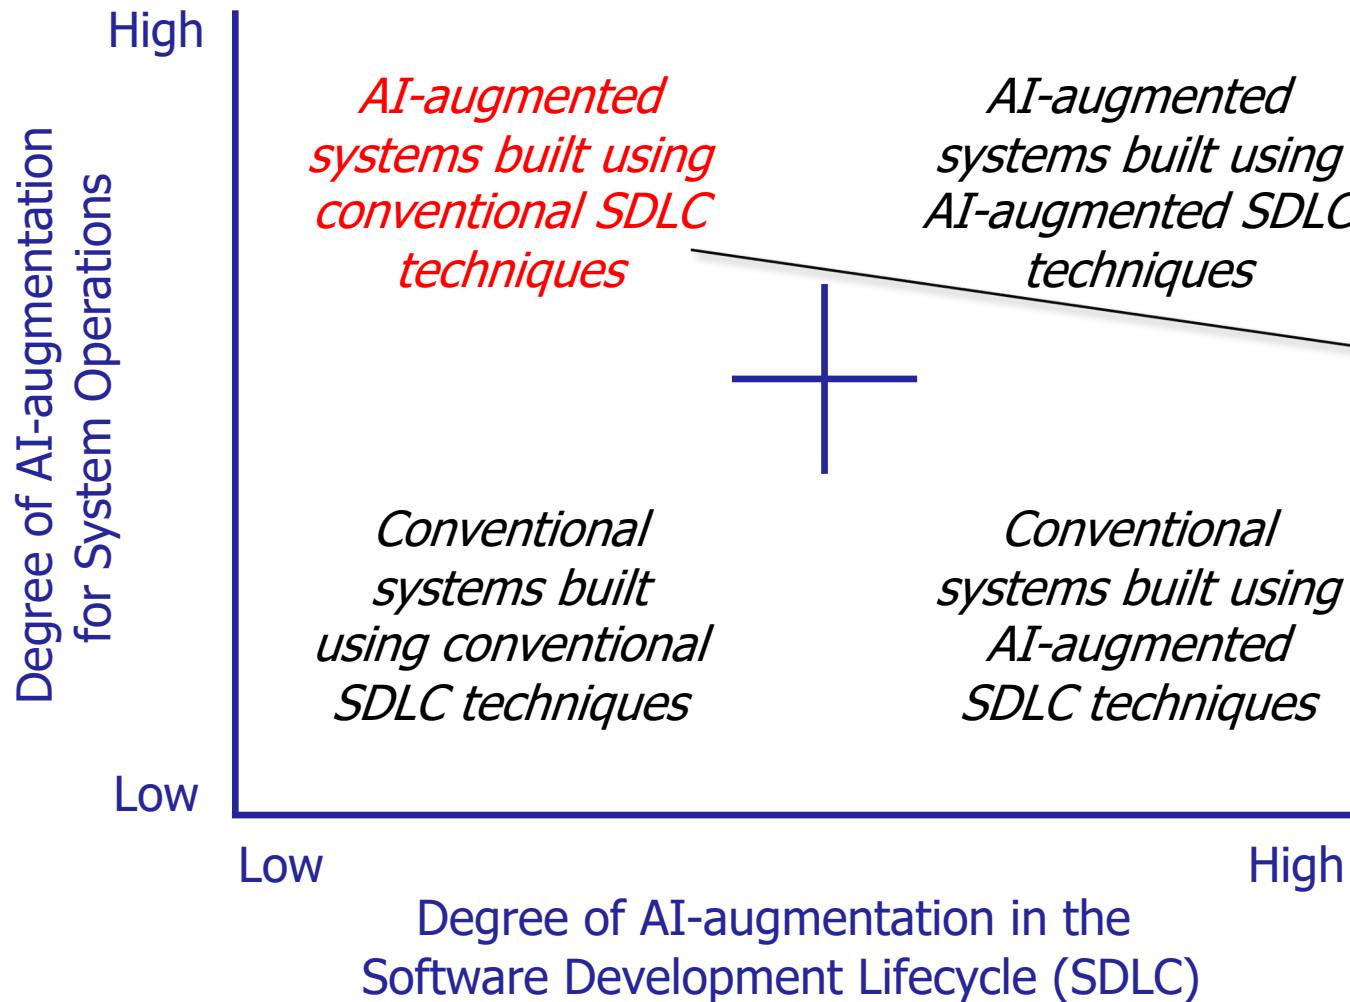 High
AI-augmented
systems built using
conventional SDLC
techniques
AI-augmented
systems built using
AI-augmented SDLC
techniques
Degree of AI-augmentation
for System Operations
Conventional
systems built
using conventional
SDLC techniques
Conventional
systems built using
AI-augmented
SDLC techniques
Low
Low
High
Degree of AI-augmentation in the
Software Development Lifecycle (SDLC)